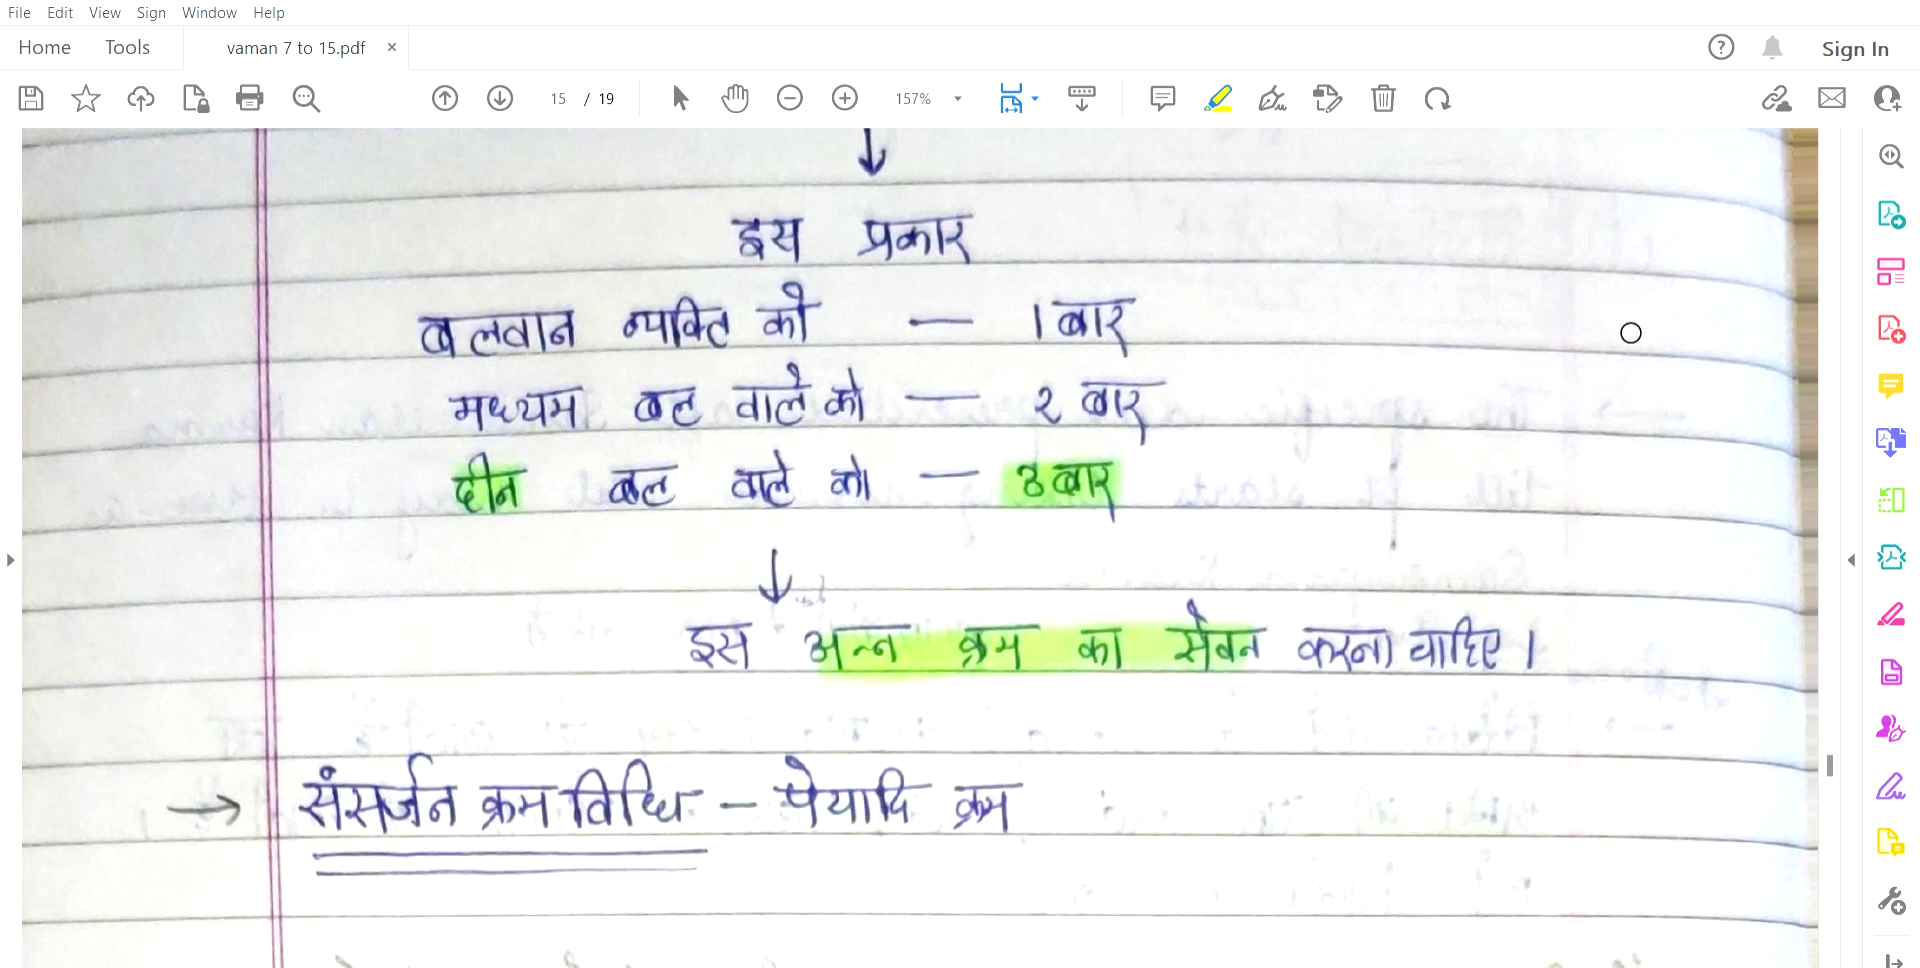 File Edit View Sign Window Help
Home Tools vaman 7 to 15.pdf × Sign In
15 / 19 157%
इस प्रकार
बलवान व्यक्ति को — 1 बार
मध्यम बल वाले को — 2 बार
दीन बल वाले को — 3 बार
इस अन्न क्रम का सेवन करना चाहिए ।
→ संसर्जन क्रम विधि – पेयादि क्रम